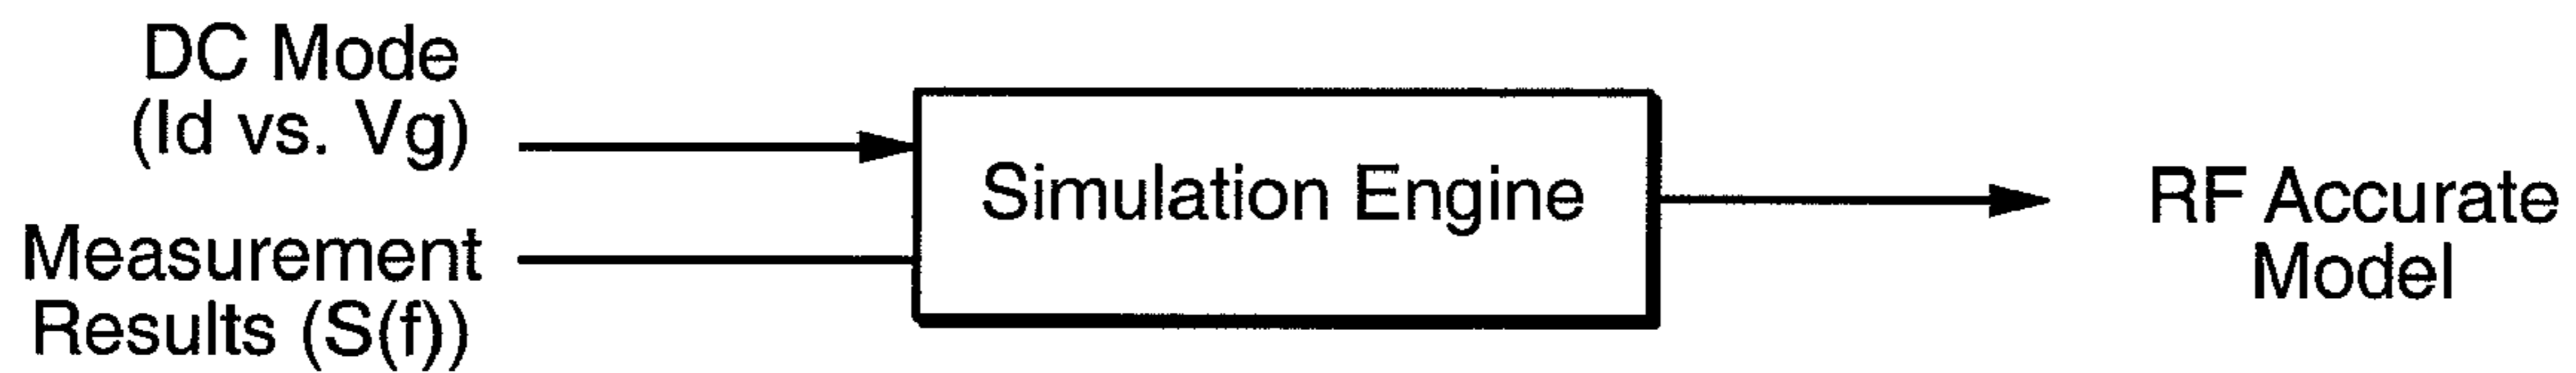 DC Mode
(Id vs. Vg)
Measurement
Results (S(f))
Simulation Engine
RF Accurate
Model